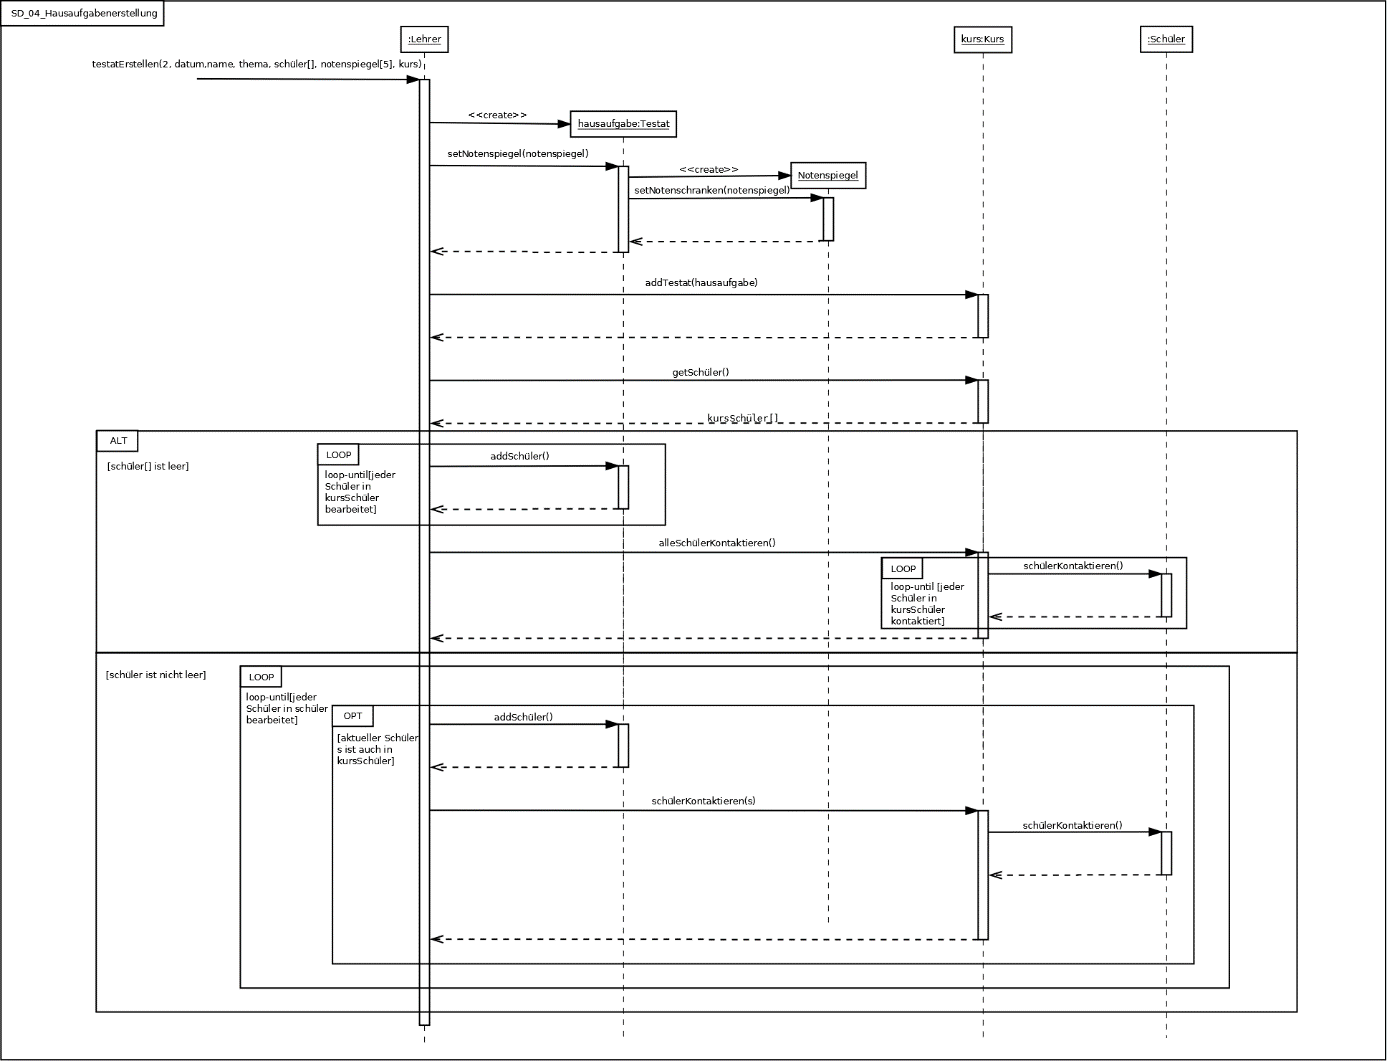 SD_04_Hausaufgabenerstellung
:Lehrer
kurs:Kurs
:Schüler
testatErstellen(2, datum,name, thema, schüler[], notenspiegel[5], kurs)
<<create>>
hausaufgabe:Testat
setNotenspiegel(notenspiegel)
<<create>>
Notenspiegel
setNotenschranken(notenspiegel)
addTestat(hausaufgabe)
getSchüler()
kursSchüler[]
ALT
[schüler[] ist leer]
LOOP
loop-until[jeder
Schüler in
kursSchüler
bearbeitet]
addSchüler()
alleSchülerKontaktieren()
LOOP
loop-until [jeder
Schüler in
kursSchüler
kontaktiert]
schülerKontaktieren()
[schüler ist nicht leer]
LOOP
loop-until[jeder
Schüler in schüler
bearbeitet]
OPT
[aktueller Schüler
s ist auch in
kursSchüler]
addSchüler()
schülerKontaktieren(s)
schülerKontaktieren()